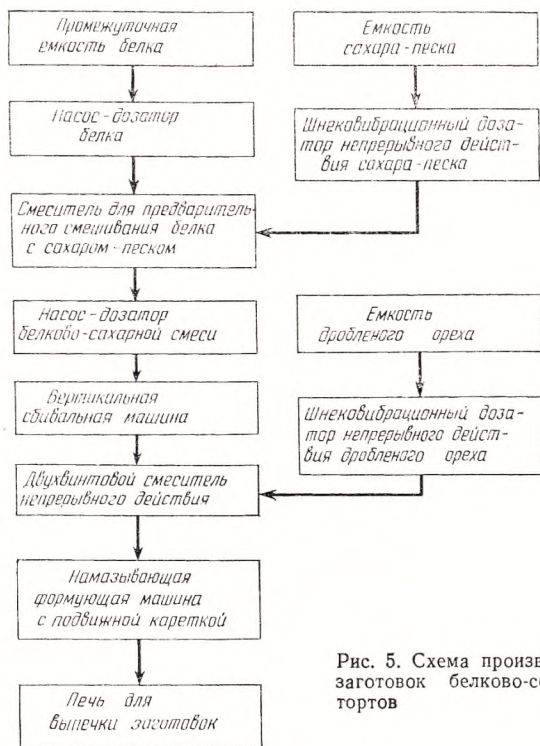 Промежуточная
емкость белка
Емкость
сахара-песка
Насос-дозатор
белка
Шнековибрационный доза-
тор непрерывного дейст-
вия сахара-песка
Смеситель для предваритель-
ного смешивания белка
с сахаром-песком
Насос-дозатор
белково-сахарной смеси
Емкость
дробленого ореха
Вертикальная
сбивальная машина
Шнековибрационный доза-
тор непрерывного дейст-
вия дробленого ореха
Двухвинтовой смеситель
непрерывного действия
Намазывающая
формующая машина
с подвижной кареткой
Печь для
выпечки заготовок
Рис. 5. Схема произв
заготовок белково-с
тортов